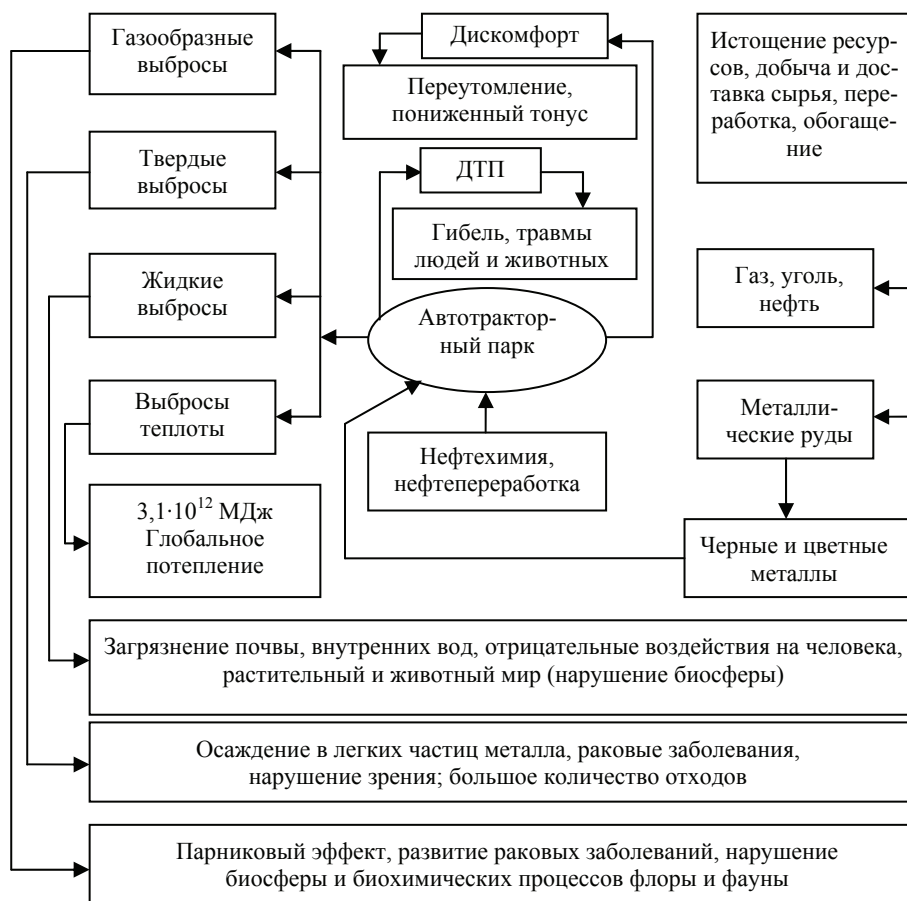 Газообразные
выбросы
Дискомфорт
Переутомление,
пониженный тонус
Истощение ресур-
сов, добыча и дос-
тавка сырья, пере-
работка, обогаще-
ние
Твердые
выбросы
ДТП
Гибель, травмы
людей и животных
Жидкие
выбросы
Газ, уголь,
нефть
Автотрактор-
ный парк
Выбросы
теплоты
Металли-
ческие руды
Нефтехимия,
нефтепереработка
3,1·10¹² МДж
Глобальное
потепление
Черные и цветные
металлы
Загрязнение почвы, внутренних вод, отрицательные воздействия на человека,
растительный и животный мир (нарушение биосферы)
Осаждение в легких частиц металла, раковые заболевания,
нарушение зрения; большое количество отходов
Парниковый эффект, развитие раковых заболеваний, нарушение
биосферы и биохимических процессов флоры и фауны